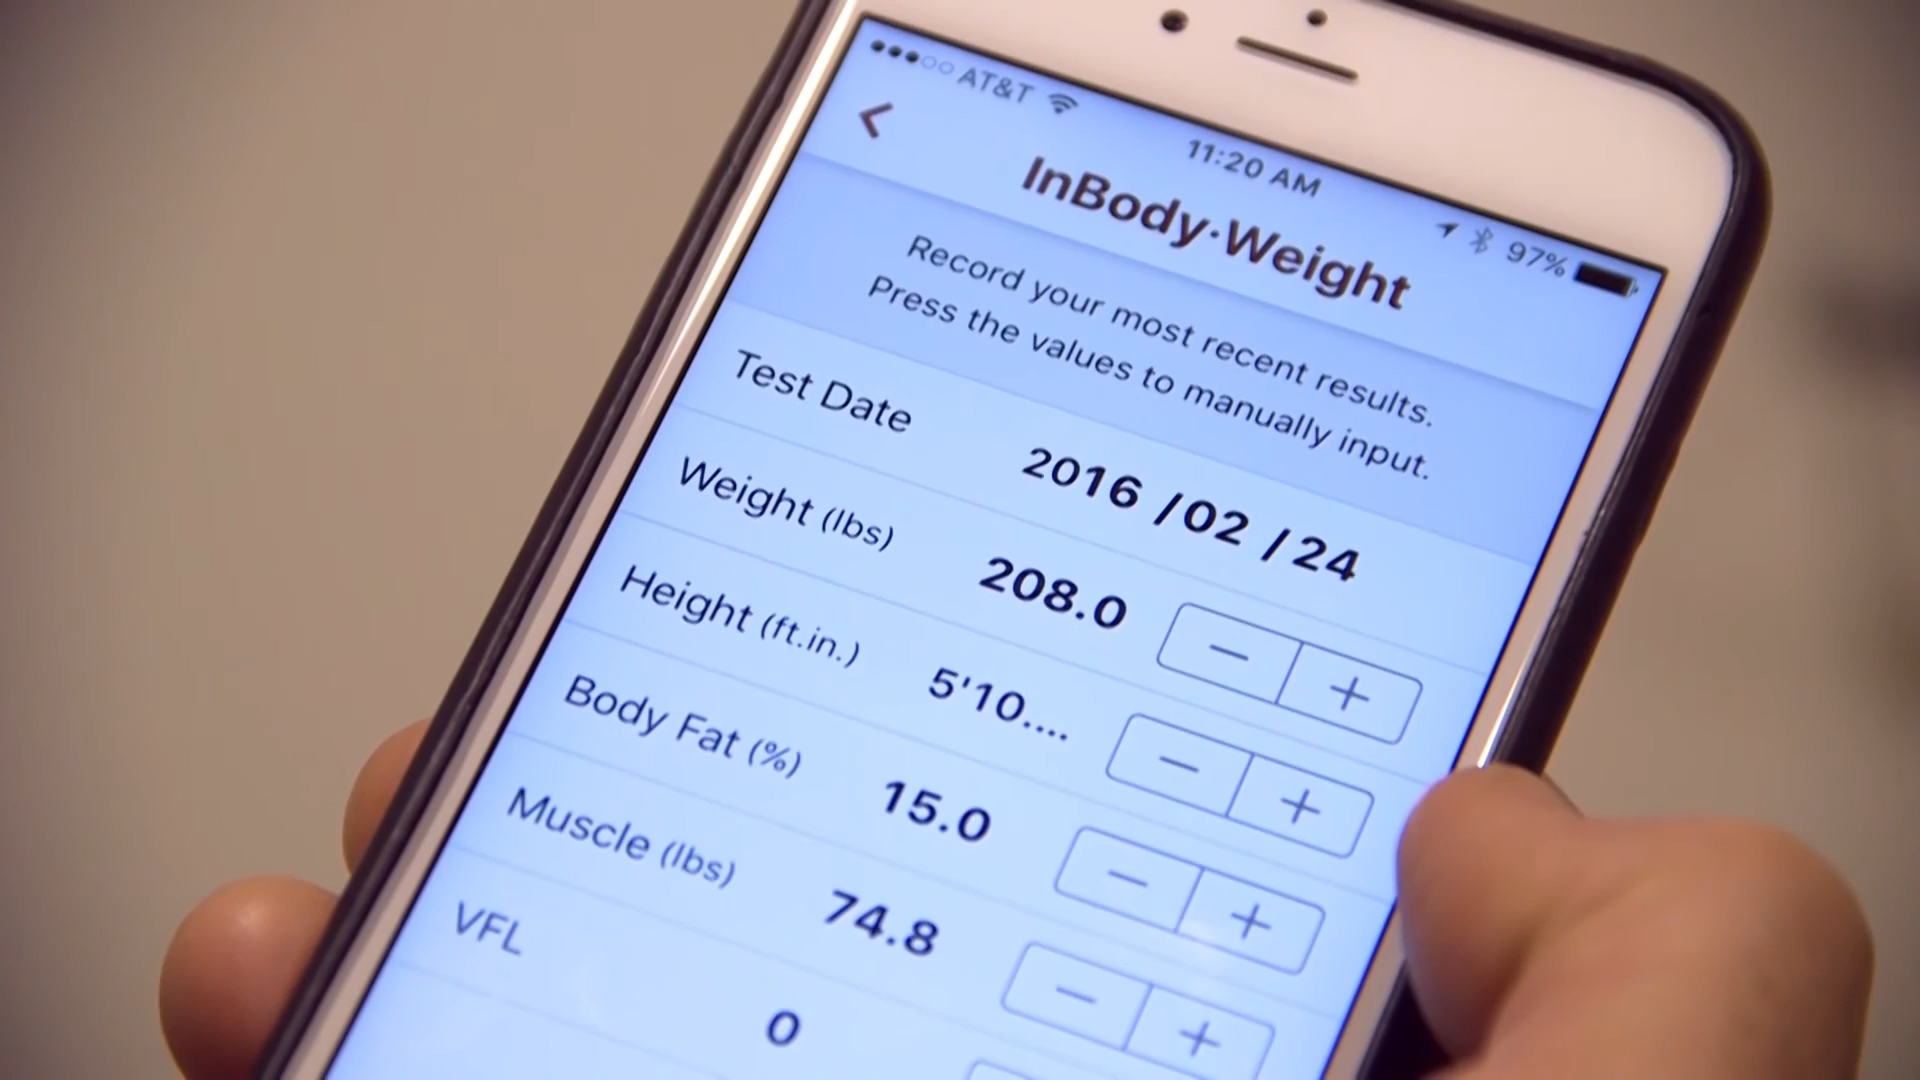 AT&T 11:20 AM 97%
InBody·Weight
Record your most recent results.
Press the values to manually input.
Test Date 2016 /02 /24
Weight (lbs) 208.0 − +
Height (ft.in.) 5'10.... − +
Body Fat (%) 15.0 − +
Muscle (lbs) 74.8 − +
VFL 0